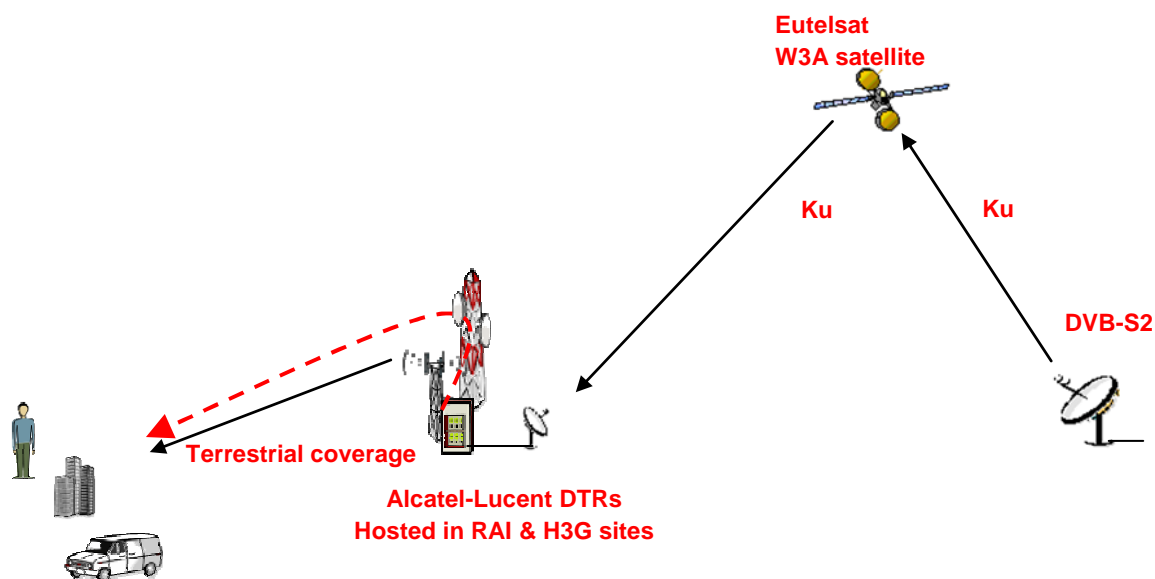 Eutelsat
W3A satellite
Ku
Ku
DVB-S2
Terrestrial coverage
Alcatel-Lucent DTRs
Hosted in RAI & H3G sites